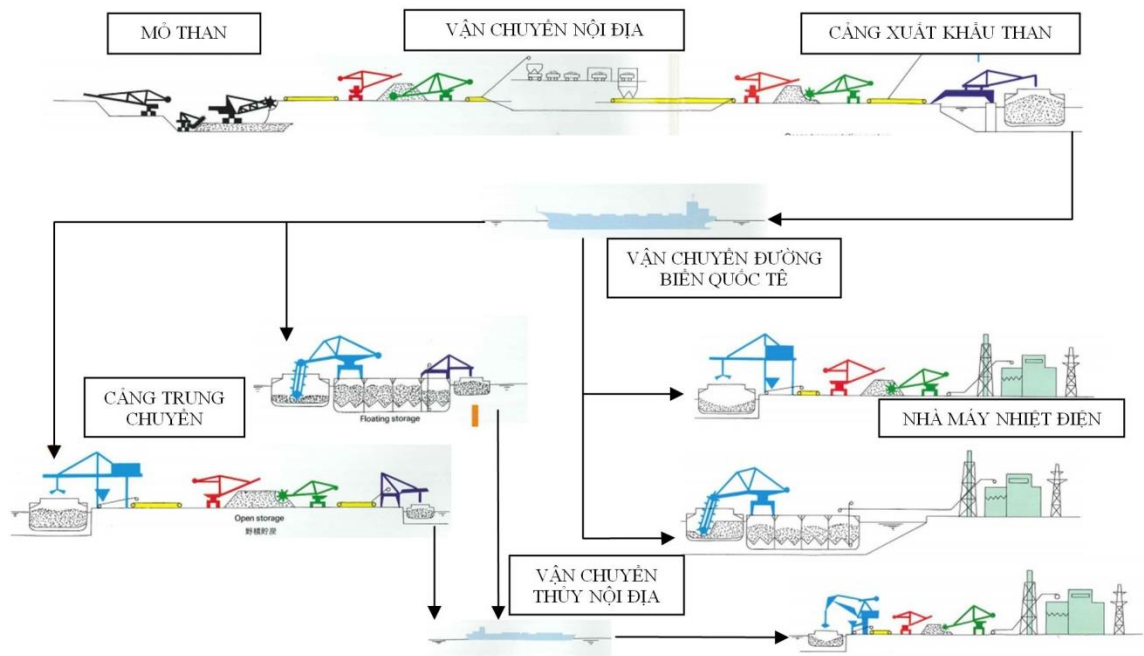 MỎ THAN
VẬN CHUYỂN NỘI ĐỊA
CẢNG XUẤT KHẨU THAN
VẬN CHUYỂN ĐƯỜNG
BIỂN QUỐC TÊ
CẢNG TRUNG
CHUYỂN
Floating storage
NHÀ MÁY NHIỆT ĐIỆN
Open storage
野積貯炭
VẬN CHUYỂN
THỦY NỘI ĐỊA